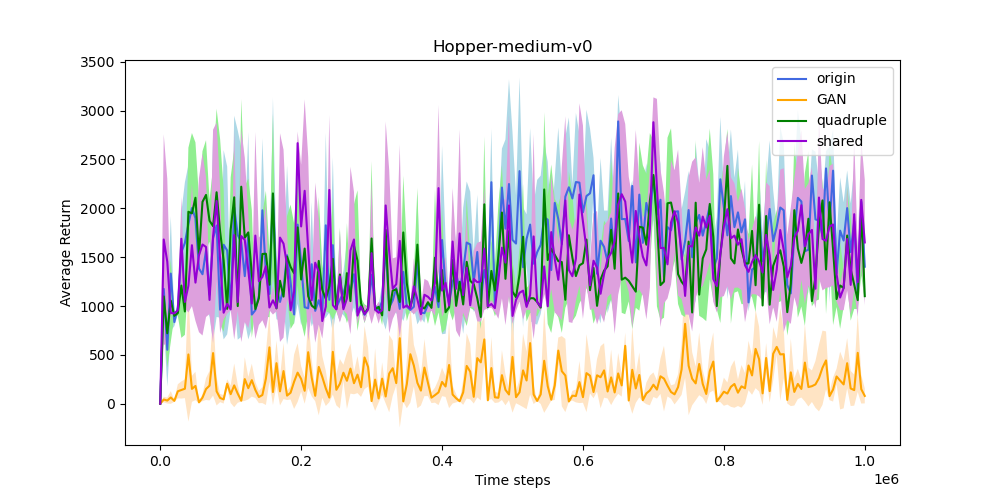 Hopper-medium-v0
Average Return
3500
3000
2500
2000
1500
1000
500
0
origin
GAN
quadruple
shared
0.0
0.2
0.4
0.6
0.8
1.0
1e6
Time steps